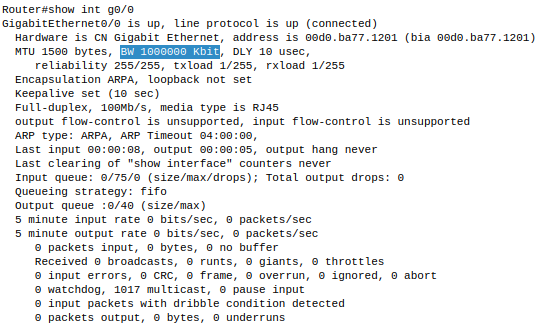 Router#show int g0/0
GigabitEthernet0/0 is up, line protocol is up (connected)
Hardware is CN Gigabit Ethernet, address is 00d0.ba77.1201 (bia 00d0.ba77.1201)
MTU 1500 bytes, BW 1000000 Kbit, DLY 10 usec,
reliability 255/255, txload 1/255, rxload 1/255
Encapsulation ARPA, loopback not set
Keepalive set (10 sec)
Full-duplex, 100Mb/s, media type is RJ45
output flow-control is unsupported, input flow-control is unsupported
ARP type: ARPA, ARP Timeout 04:00:00,
Last input 00:00:08, output 00:00:05, output hang never
Last clearing of "show interface" counters never
Input queue: 0/75/0 (size/max/drops); Total output drops: 0
Queueing strategy: fifo
Output queue :0/40 (size/max)
5 minute input rate 0 bits/sec, 0 packets/sec
5 minute output rate 0 bits/sec, 0 packets/sec
0 packets input, 0 bytes, 0 no buffer
Received 0 broadcasts, 0 runts, 0 giants, 0 throttles
0 input errors, 0 CRC, 0 frame, 0 overrun, 0 ignored, 0 abort
0 watchdog, 1017 multicast, 0 pause input
0 input packets with dribble condition detected
0 packets output, 0 bytes, 0 underruns